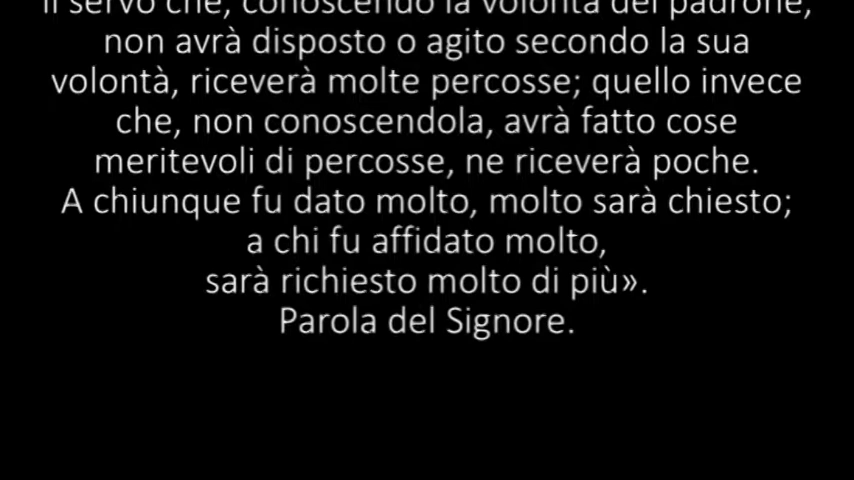 Il servo che, conoscendo la volontà del padrone,
non avrà disposto o agito secondo la sua
volontà, riceverà molte percosse; quello invece
che, non conoscendola, avrà fatto cose
meritevoli di percosse, ne riceverà poche.
A chiunque fu dato molto, molto sarà chiesto;
a chi fu affidato molto,
sarà richiesto molto di più».
Parola del Signore.